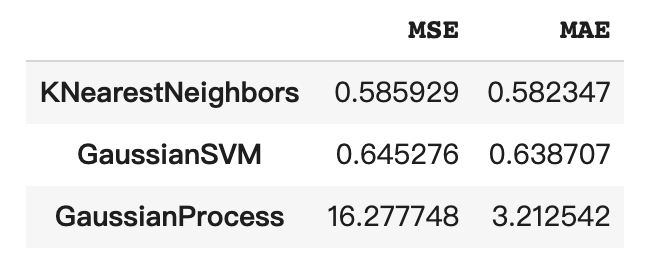 MSE MAE
KNearestNeighbors 0.585929 0.582347
GaussianSVM 0.645276 0.638707
GaussianProcess 16.277748 3.212542